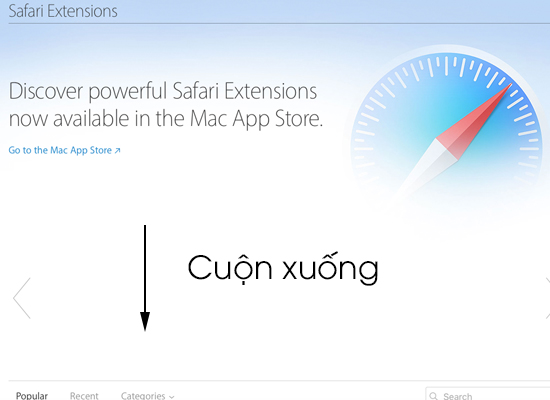 Safari Extensions
Discover powerful Safari Extensions
now available in the Mac App Store.
Go to the Mac App Store ↗
Cuộn xuống
Popular Recent Categories Search